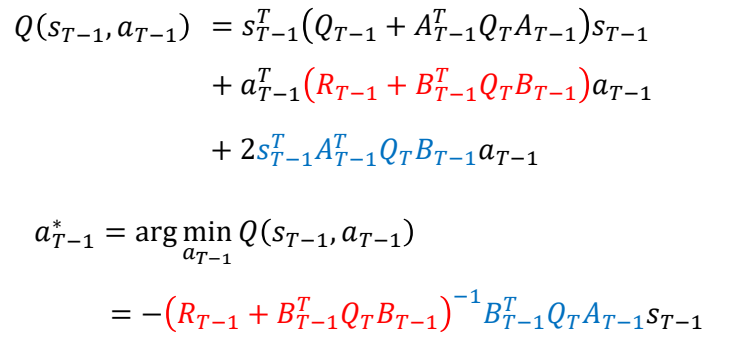 Q(s_{T−1}, a_{T−1}) = s_{T−1}^T(Q_{T−1} + A_{T−1}^T Q_T A_{T−1})s_{T−1}
+ a_{T−1}^T(R_{T−1} + B_{T−1}^T Q_T B_{T−1})a_{T−1}
+ 2s_{T−1}^T A_{T−1}^T Q_T B_{T−1}a_{T−1}
a_{T−1}^* = arg min_{a_{T−1}} Q(s_{T−1}, a_{T−1})
= −(R_{T−1} + B_{T−1}^T Q_T B_{T−1})^{−1} B_{T−1}^T Q_T A_{T−1}s_{T−1}